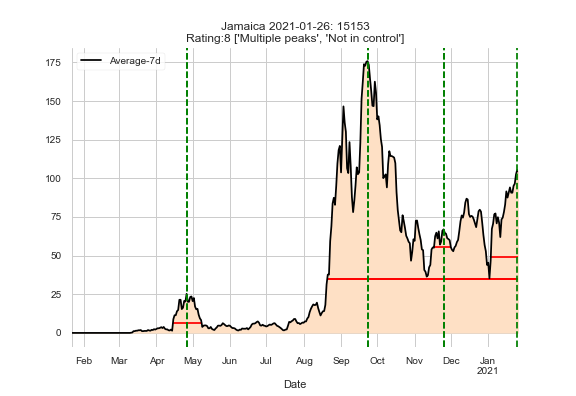 Jamaica 2021-01-26: 15153
Rating:8 ['Multiple peaks', 'Not in control']
Average-7d
175
150
125
100
75
50
25
0
Feb Mar Apr May Jun Jul Aug Sep Oct Nov Dec Jan
2021
Date